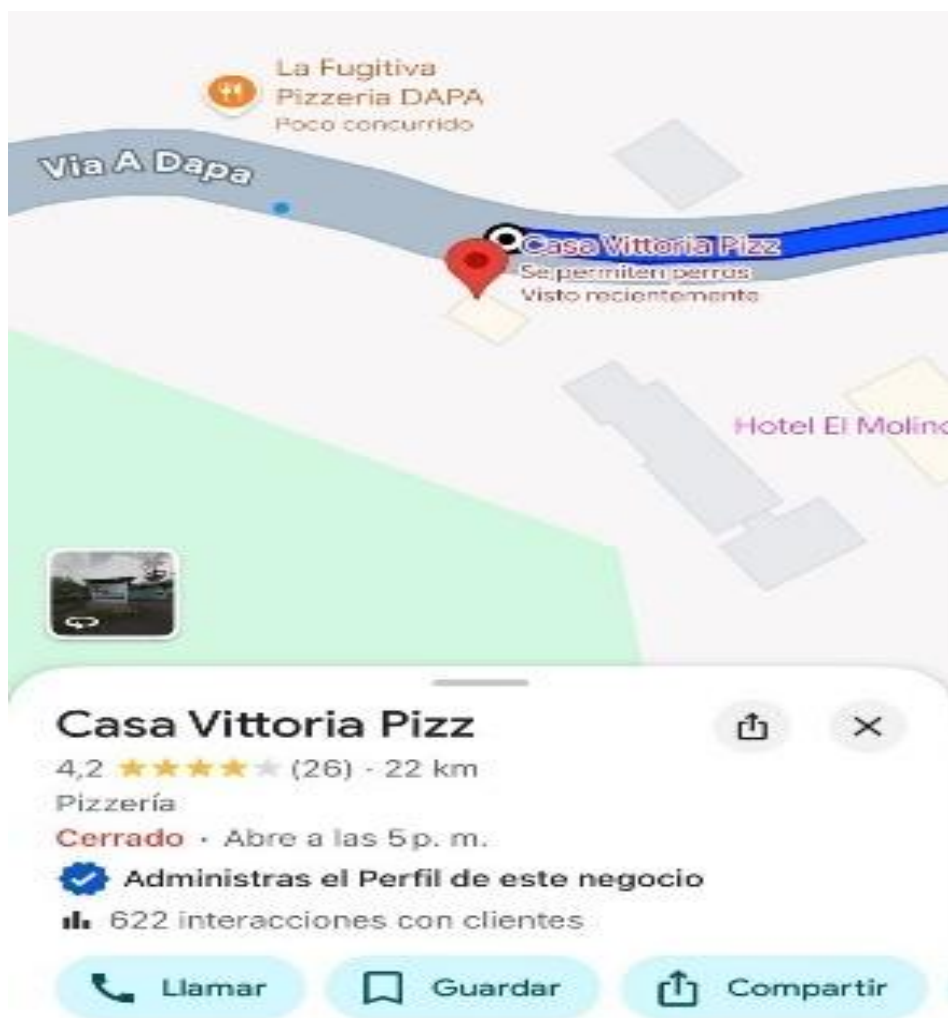 La Fugitiva
Pizzeria DAPA
Poco concurrido
Via A Dapa
Casa Vittoria Pizz
Se permiten perros
Visto recientemente
Hotel El Molino
Casa Vittoria Pizz
4,2 (26) · 22 km
Pizzería
Cerrado · Abre a las 5 p. m.
Administras el Perfil de este negocio
622 interacciones con clientes
Llamar
Guardar
Compartir